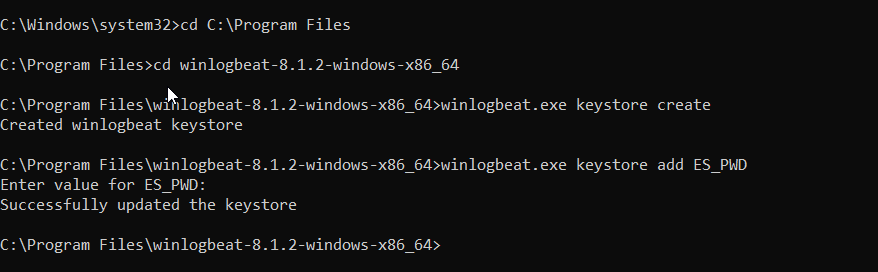 C:\Windows\system32>cd C:\Program Files
C:\Program Files>cd winlogbeat-8.1.2-windows-x86_64
C:\Program Files\winlogbeat-8.1.2-windows-x86_64>winlogbeat.exe keystore create
Created winlogbeat keystore
C:\Program Files\winlogbeat-8.1.2-windows-x86_64>winlogbeat.exe keystore add ES_PWD
Enter value for ES_PWD:
Successfully updated the keystore
C:\Program Files\winlogbeat-8.1.2-windows-x86_64>